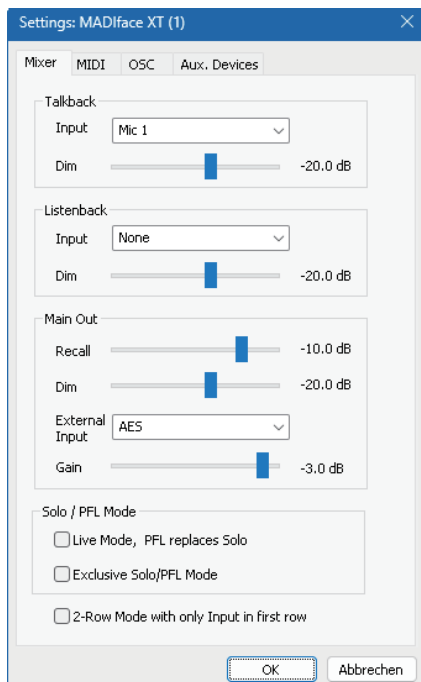 Settings: MADIface XT (1)
Mixer MIDI OSC Aux. Devices
Talkback
Input Mic 1
Dim -20.0 dB
Listenback
Input None
Dim -20.0 dB
Main Out
Recall -10.0 dB
Dim -20.0 dB
External
Input AES
Gain -3.0 dB
Solo / PFL Mode
Live Mode, PFL replaces Solo
Exclusive Solo/PFL Mode
2-Row Mode with only Input in first row
OK Abbrechen